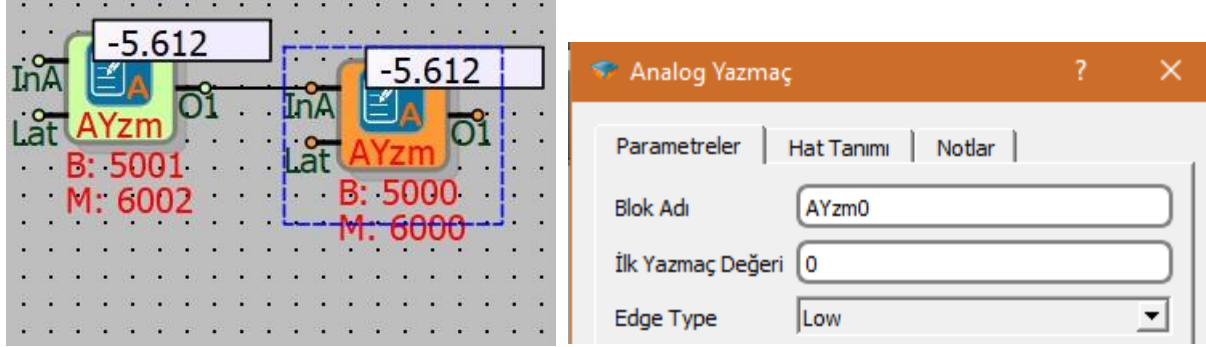 -5.612
InA
A
O1
Lat
AYzm
B: 5001
M: 6002
-5.612
InA
A
O1
Lat
AYzm
B: 5000
M: 6000
Analog Yazmaç
?
Parametreler
Hat Tanımı
Notlar
Blok Adı
AYzm0
İlk Yazmaç Değeri
0
Edge Type
Low